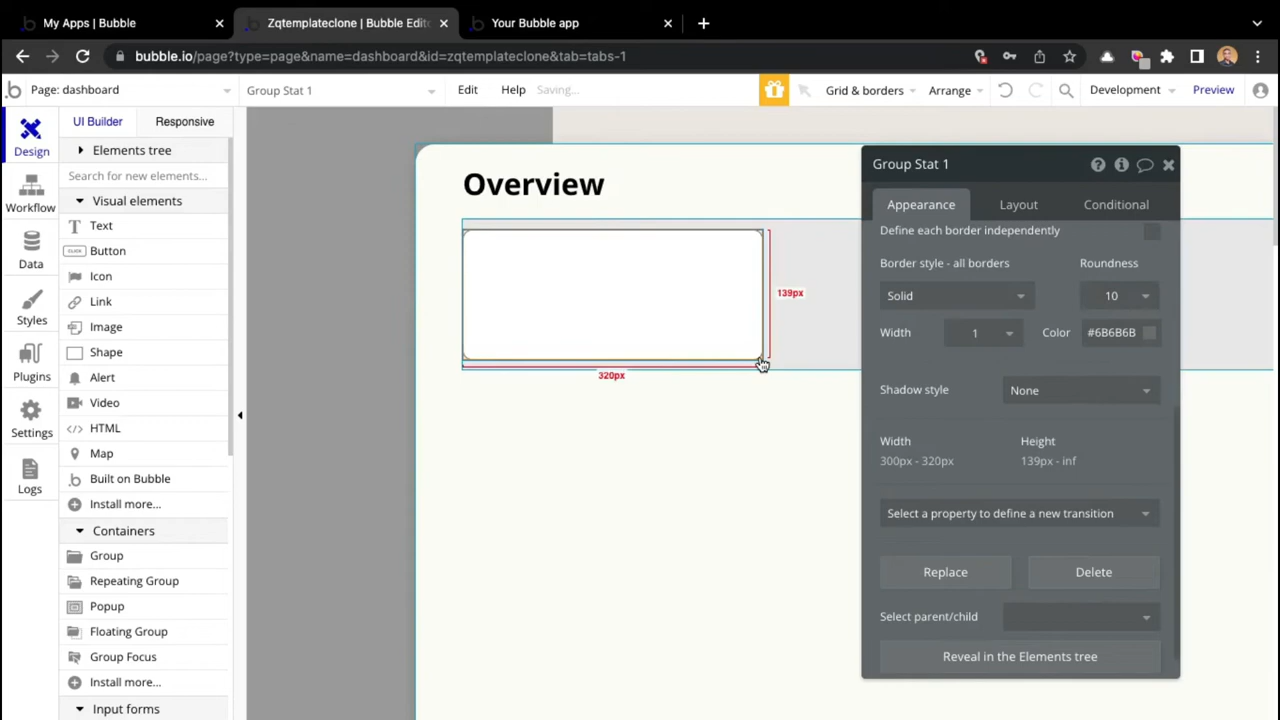 My Apps | Bubble
Zqtemplateclone | Bubble Edit
Your Bubble app
bubble.io/page?type=page&name=dashboard&id=zqtemplateclone&tab=tabs-1
Page: dashboard
Group Stat 1
Edit
Help
Saving...
Grid & borders
Arrange
Development
Preview
Design
Workflow
Data
Styles
Plugins
Settings
Logs
UI Builder
Responsive
Elements tree
Search for new elements...
Visual elements
Text
CLICK
Button
Icon
Link
Image
Shape
Alert
Video
HTML
Map
Built on Bubble
Install more...
Containers
Group
Repeating Group
Popup
Floating Group
Group Focus
Install more...
Input forms
Overview
139px
320px
Group Stat 1
Appearance
Layout
Conditional
Define each border independently
Border style - all borders
Roundness
Solid
10
Width
1
Color
#6B6B6B
Shadow style
None
Width
Height
300px - 320px
139px - inf
Select a property to define a new transition
Replace
Delete
Select parent/child
Reveal in the Elements tree